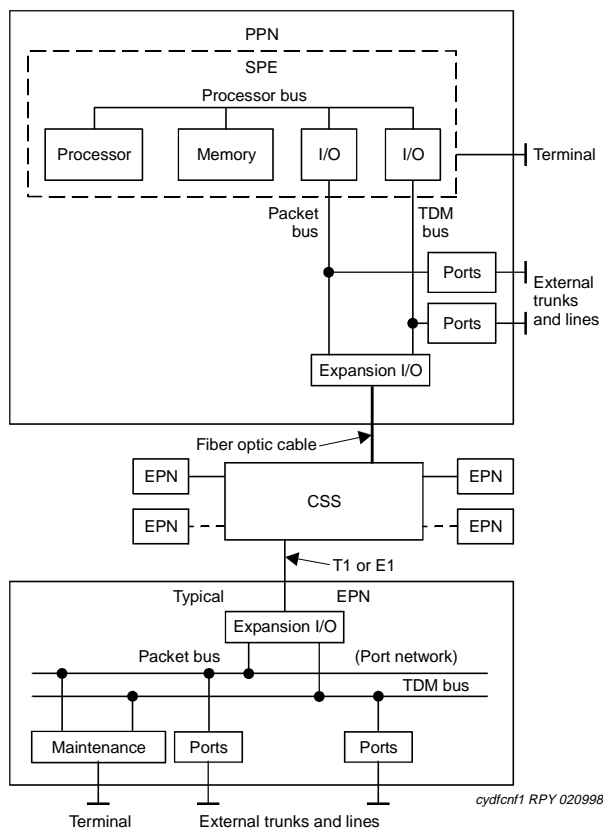 PPN
SPE
Processor bus
Processor
Memory
I/O
I/O
Terminal
Packet
bus
TDM
bus
Ports
External
trunks
and lines
Ports
Expansion I/O
Fiber optic cable
EPN
EPN
CSS
EPN
EPN
T1 or E1
Typical
EPN
Expansion I/O
Packet bus
(Port network)
TDM bus
Maintenance
Ports
Ports
Terminal
External trunks and lines
cydfcnf1 RPY 020998